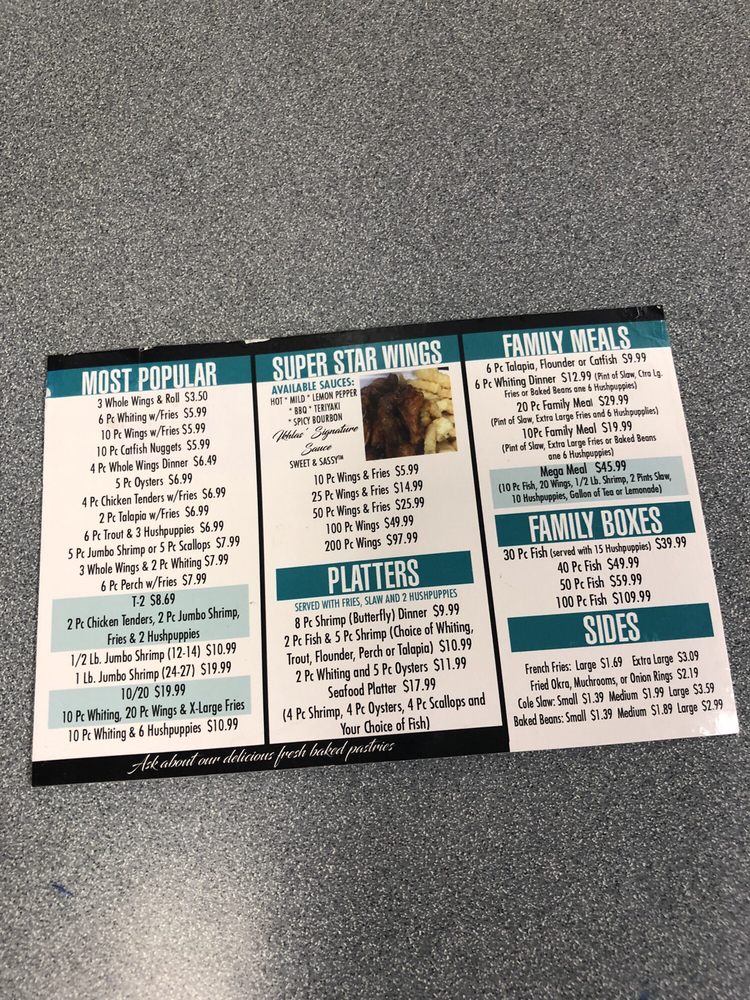 MOST POPULAR
3 Whole Wings & Roll $3.50
6 Pc Whiting w/Fries $5.99
10 Pc Wings w/Fries $5.99
10 Pc Catfish Nuggets $5.99
4 Pc Whole Wings Dinner $6.49
5 Pc Oysters $6.99
4 Pc Chicken Tenders w/Fries $6.99
2 Pc Talapia w/Fries $6.99
6 Pc Trout & 3 Hushpuppies $6.99
5 Pc Jumbo Shrimp or 5 Pc Scallops $7.99
3 Whole Wings & 2 Pc Whiting $7.99
6 Pc Perch w/Fries $7.99
T-2 $8.69
2 Pc Chicken Tenders, 2 Pc Jumbo Shrimp,
Fries & 2 Hushpuppies
1/2 Lb. Jumbo Shrimp (12-14) $10.99
1 Lb. Jumbo Shrimp (24-27) $19.99
10/20 $19.99
10 Pc Whiting, 20 Pc Wings & X-Large Fries
10 Pc Whiting & 6 Hushpuppies $10.99
SUPER STAR WINGS
AVAILABLE SAUCES:
HOT * MILD * LEMON PEPPER
* BBQ * TERIYAKI
* SPICY BOURBON
Signature
Sauce
SWEET & SASSY™
10 Pc Wings & Fries $5.99
25 Pc Wings & Fries $14.99
50 Pc Wings & Fries $25.99
100 Pc Wings $49.99
200 Pc Wings $97.99
PLATTERS
SERVED WITH FRIES, SLAW AND 2 HUSHPUPPIES
8 Pc Shrimp (Butterfly) Dinner $9.99
2 Pc Fish & 5 Pc Shrimp (Choice of Whiting,
Trout, Flounder, Perch or Talapia) $10.99
2 Pc Whiting and 5 Pc Oysters $11.99
Seafood Platter $17.99
(4 Pc Shrimp, 4 Pc Oysters, 4 Pc Scallops and
Your Choice of Fish)
FAMILY MEALS
6 Pc Talapia, Flounder or Catfish $9.99
6 Pc Whiting Dinner $12.99 (Pint of Slaw, Ctra Lg.
Fries or Baked Beans ane 6 Hushpuppies)
20 Pc Family Meal $29.99
(Pint of Slaw, Extra Large Fries and 6 Hushpuppies)
10Pc Family Meal $19.99
(Pint of Slaw, Extra Large Fries or Baked Beans
ane 6 Hushpuppies)
Mega Meal $45.99
(10 Pc Fish, 20 Wings, 1/2 Lb. Shrimp, 2 Pints Slaw,
10 Hushpuppies, Gallon of Tea or Lemonade)
FAMILY BOXES
30 Pc Fish (served with 15 Hushpuppies) $39.99
40 Pc Fish $49.99
50 Pc Fish $59.99
100 Pc Fish $109.99
SIDES
French Fries: Large $1.69 Extra Large $3.09
Fried Okra, Muchrooms, or Onion Rings $2.19
Cole Slaw: Small $1.39 Medium $1.99 Large $3.59
Baked Beans: Small $1.39 Medium $1.89 Large $2.99
Ask about our delicious fresh baked pastries